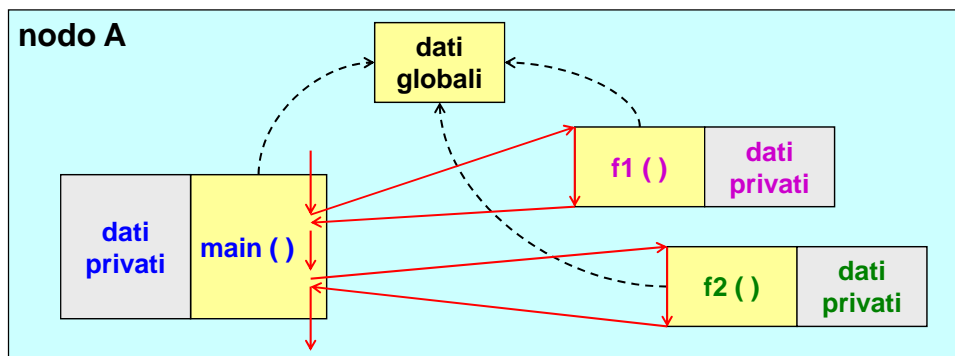 nodo A
dati
globali
f1 ( )
dati
privati
dati
privati
main ( )
f2 ( )
dati
privati